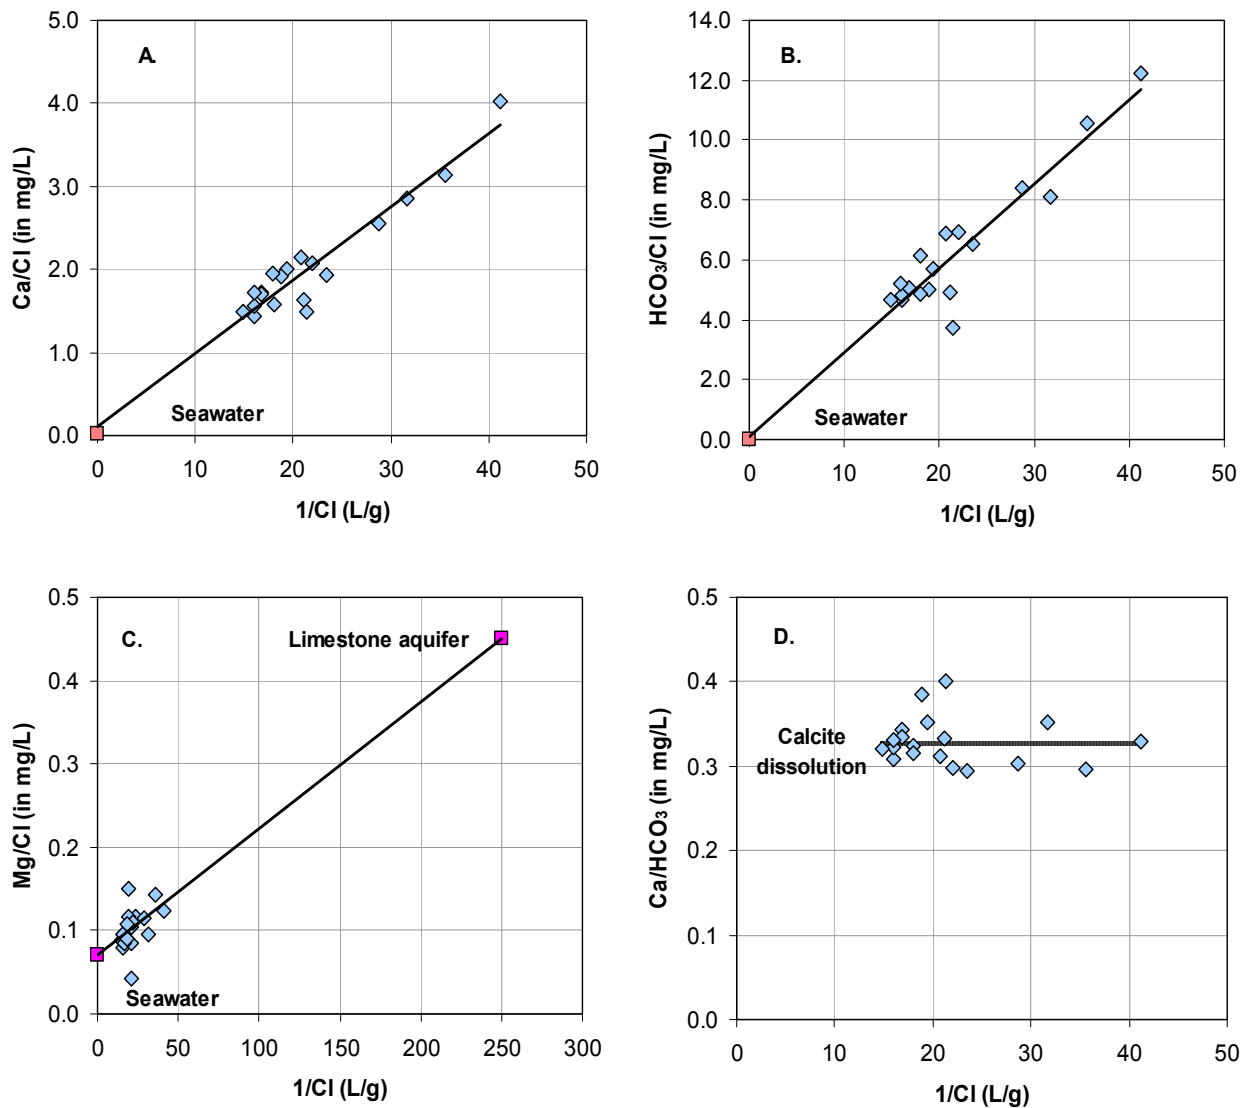 A.
Ca/Cl (in mg/L)
5.0
4.0
3.0
2.0
1.0
0.0
Seawater
0 10 20 30 40 50
1/Cl (L/g)
B.
HCO₃/Cl (in mg/L)
14.0
12.0
10.0
8.0
6.0
4.0
2.0
0.0
Seawater
0 10 20 30 40 50
1/Cl (L/g)
C.
Mg/Cl (in mg/L)
0.5
0.4
0.3
0.2
0.1
0.0
Limestone aquifer
Seawater
0 50 100 150 200 250 300
1/Cl (L/g)
D.
Ca/HCO₃ (in mg/L)
0.5
0.4
0.3
0.2
0.1
0.0
Calcite
dissolution
0 10 20 30 40 50
1/Cl (L/g)